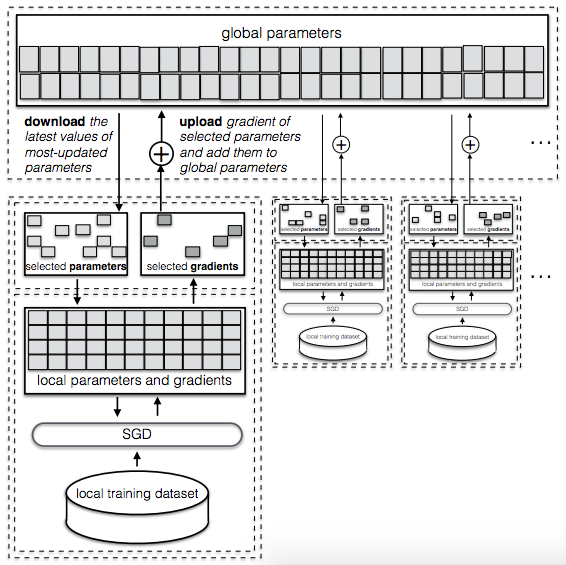 global parameters
download the
latest values of
most-updated
parameters
upload gradient of
selected parameters
and add them to
global parameters
...
selected parameters
selected gradients
local parameters and gradients
SGD
local training dataset
selected parameters
selected gradients
local parameters and gradients
SGD
local training dataset
selected parameters
selected gradients
local parameters and gradients
SGD
local training dataset
...